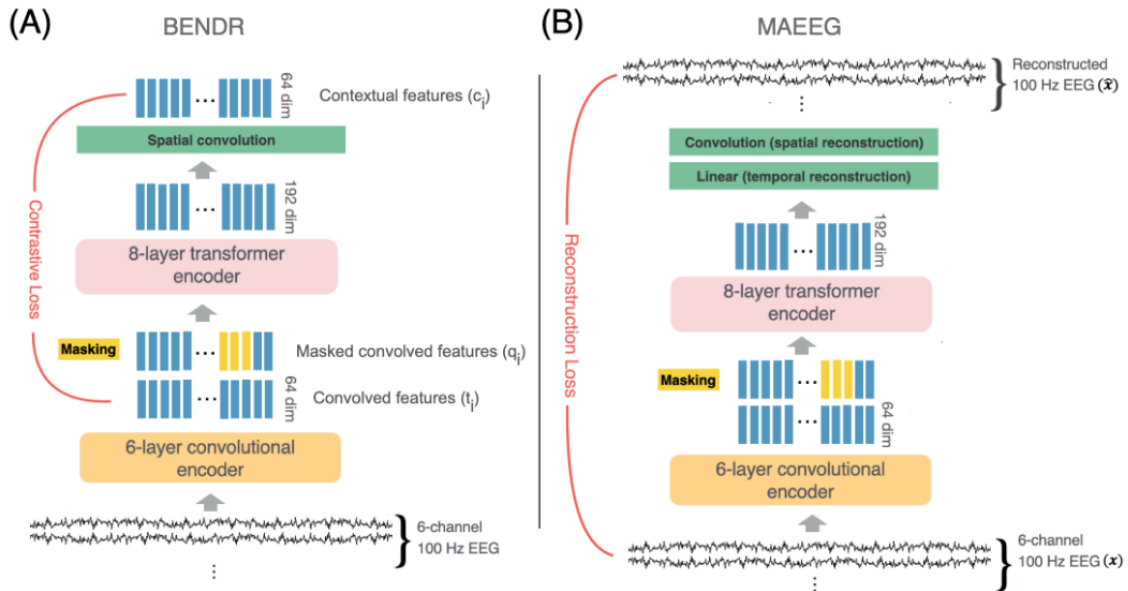 (A)
BENDR
64 dim
Contextual features (ci)
Spatial convolution
192 dim
8-layer transformer
encoder
Contrastive Loss
Masking
Masked convolved features (qi)
64 dim
Convolved features (ti)
6-layer convolutional
encoder
6-channel
100 Hz EEG
(B)
MAEEG
Reconstructed
100 Hz EEG (x̂)
Convolution (spatial reconstruction)
Linear (temporal reconstruction)
192 dim
8-layer transformer
encoder
Reconstruction Loss
Masking
64 dim
6-layer convolutional
encoder
6-channel
100 Hz EEG (x)